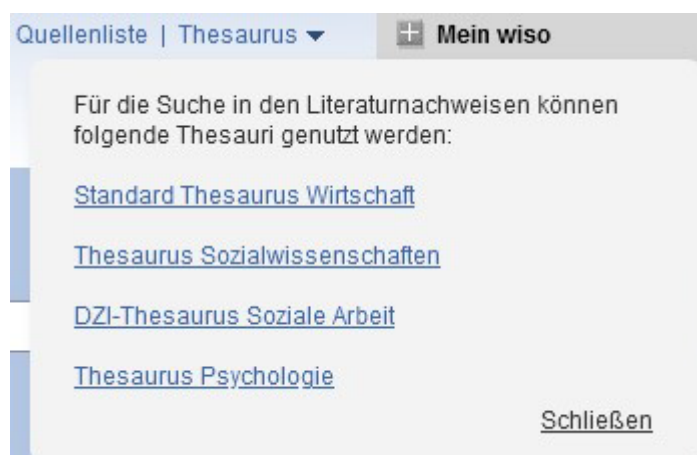 Quellenliste | Thesaurus Mein wiso
Für die Suche in den Literaturnachweisen können
folgende Thesauri genutzt werden:
Standard Thesaurus Wirtschaft
Thesaurus Sozialwissenschaften
DZI-Thesaurus Soziale Arbeit
Thesaurus Psychologie
Schließen